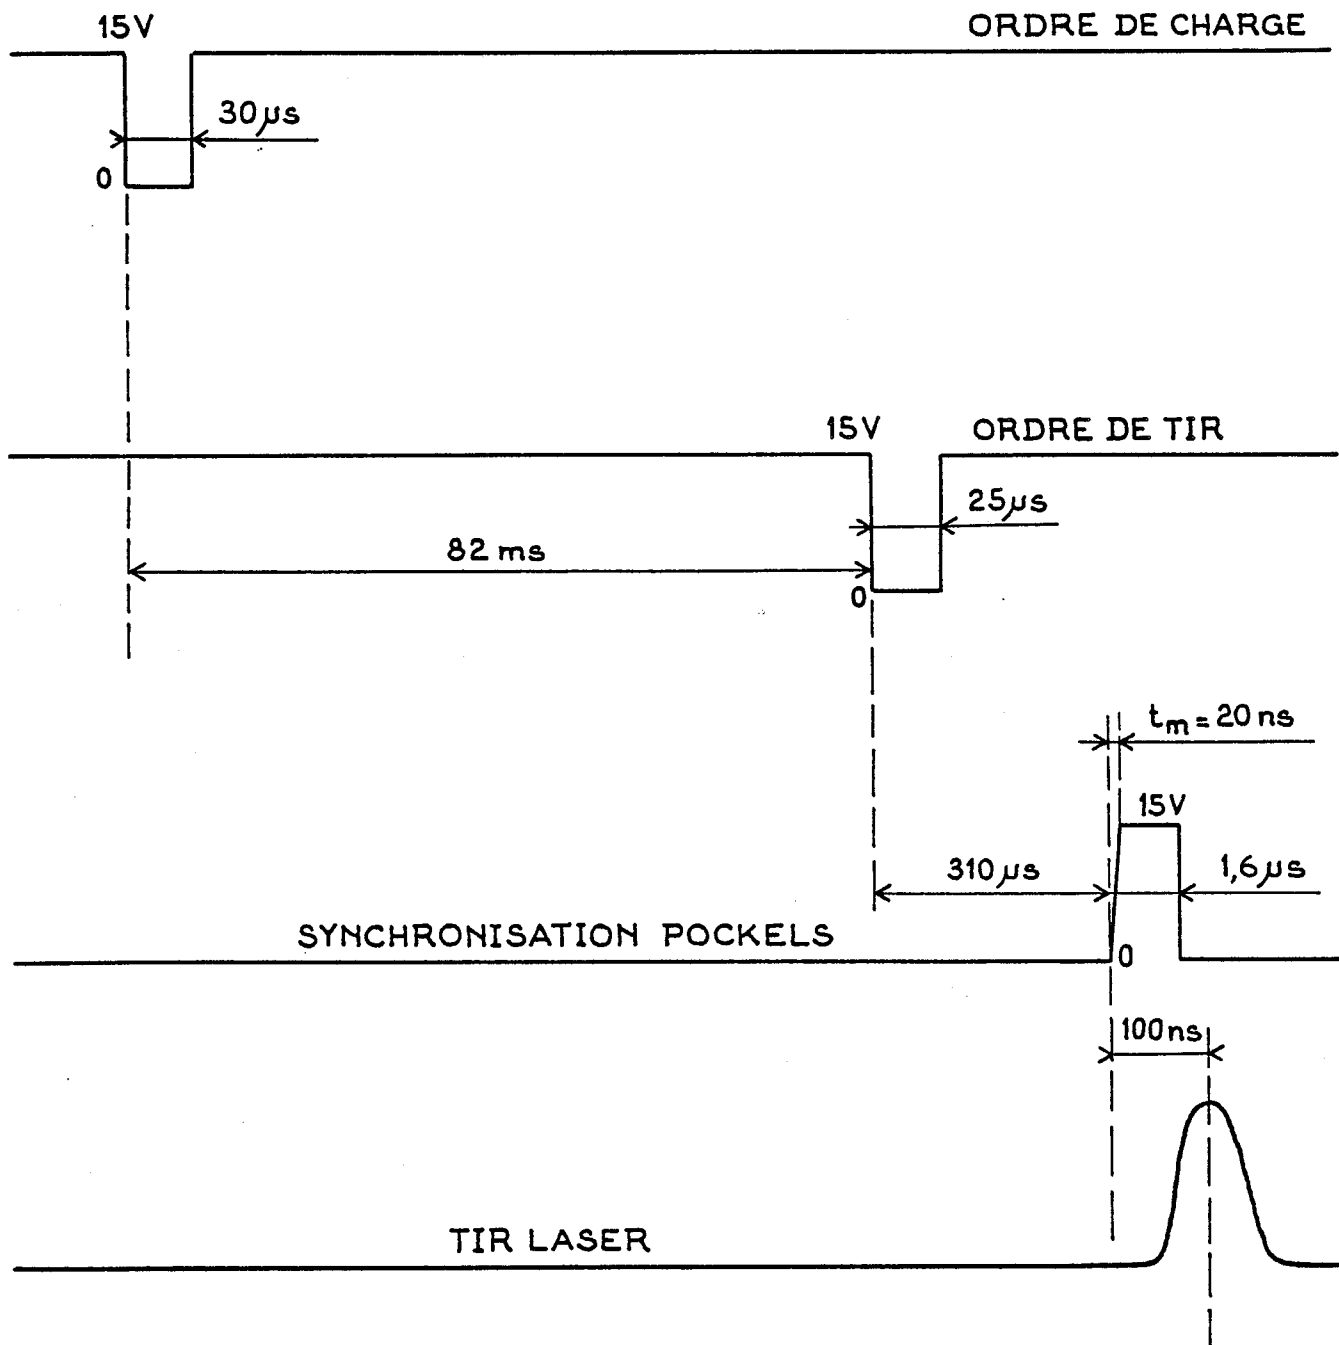 15V
ORDRE DE CHARGE
30µs
0
15V
ORDRE DE TIR
25µs
82 ms
0
tm = 20 ns
15V
310µs
1,6µs
SYNCHRONISATION POCKELS
0
100ns
TIR LASER